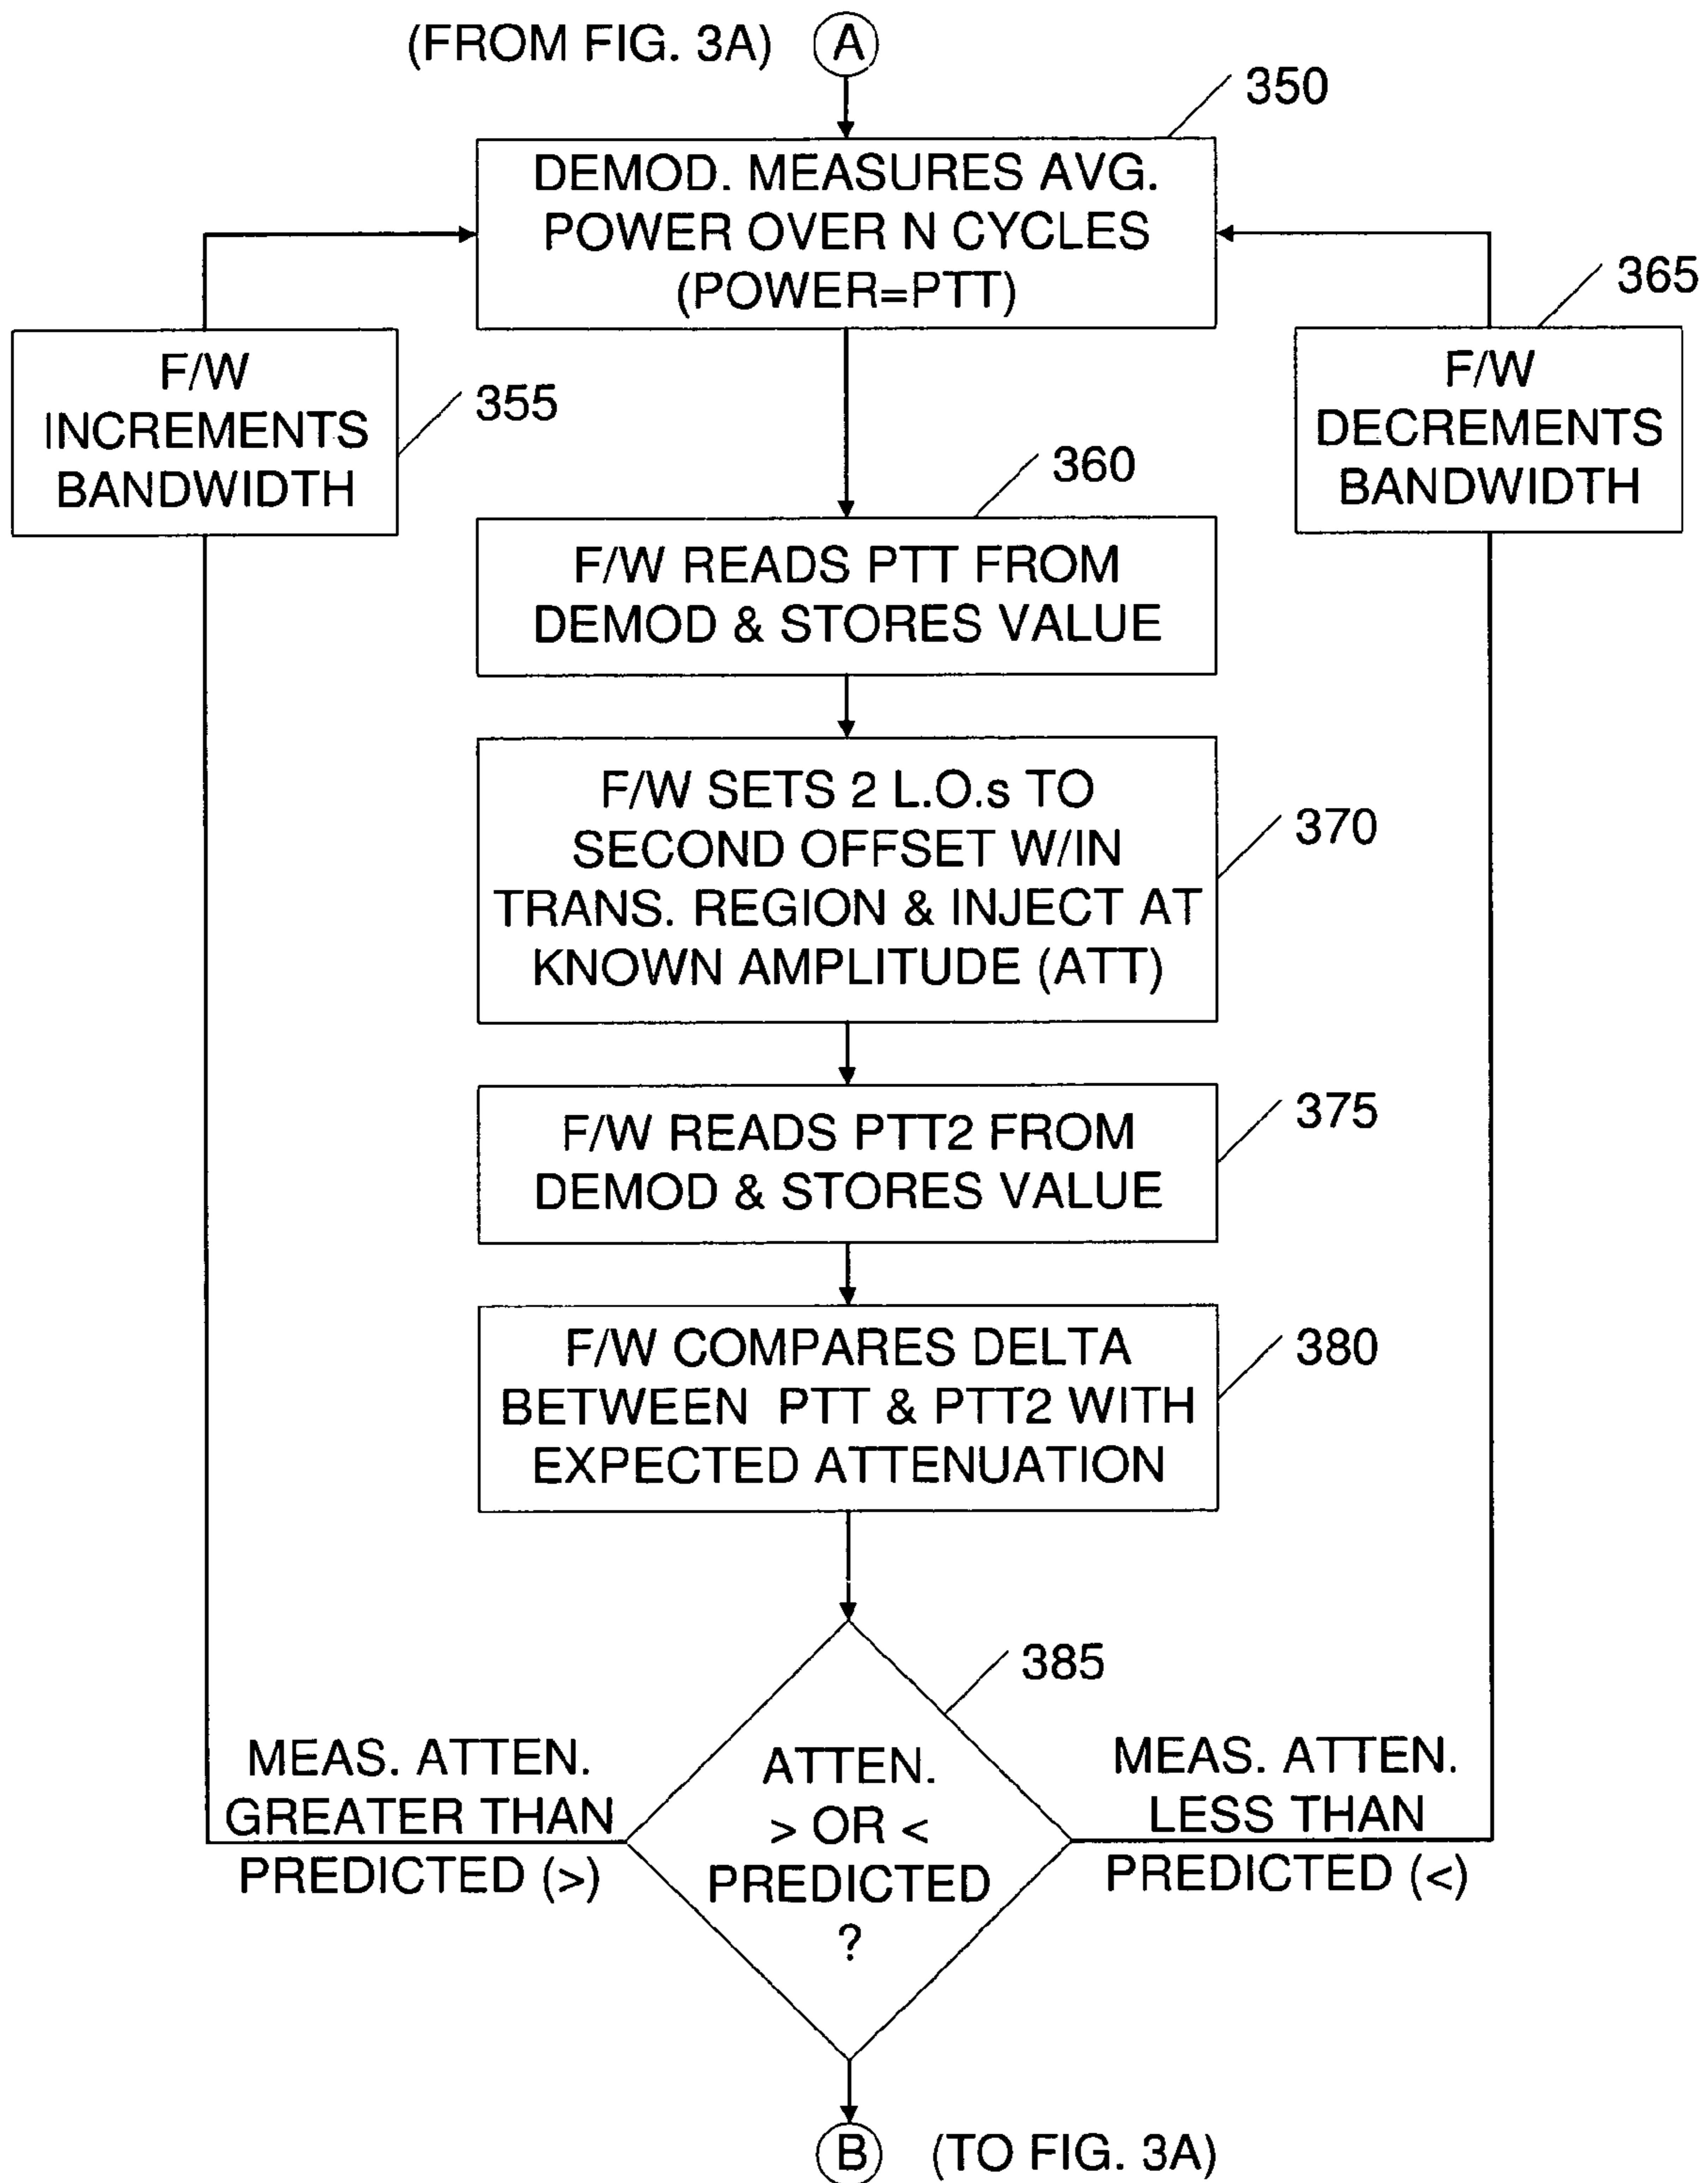 (FROM FIG. 3A) A
350
DEMOD. MEASURES AVG.
POWER OVER N CYCLES
(POWER=PTT)
365
F/W
INCREMENTS
BANDWIDTH
355
F/W
DECREMENTS
BANDWIDTH
360
F/W READS PTT FROM
DEMOD & STORES VALUE
F/W SETS 2 L.O.s TO
SECOND OFFSET W/IN
TRANS. REGION & INJECT AT
KNOWN AMPLITUDE (ATT)
370
F/W READS PTT2 FROM
DEMOD & STORES VALUE
375
F/W COMPARES DELTA
BETWEEN PTT & PTT2 WITH
EXPECTED ATTENUATION
380
385
MEAS. ATTEN.
GREATER THAN
PREDICTED (>)
ATTEN.
> OR <
PREDICTED
?
MEAS. ATTEN.
LESS THAN
PREDICTED (<)
B (TO FIG. 3A)